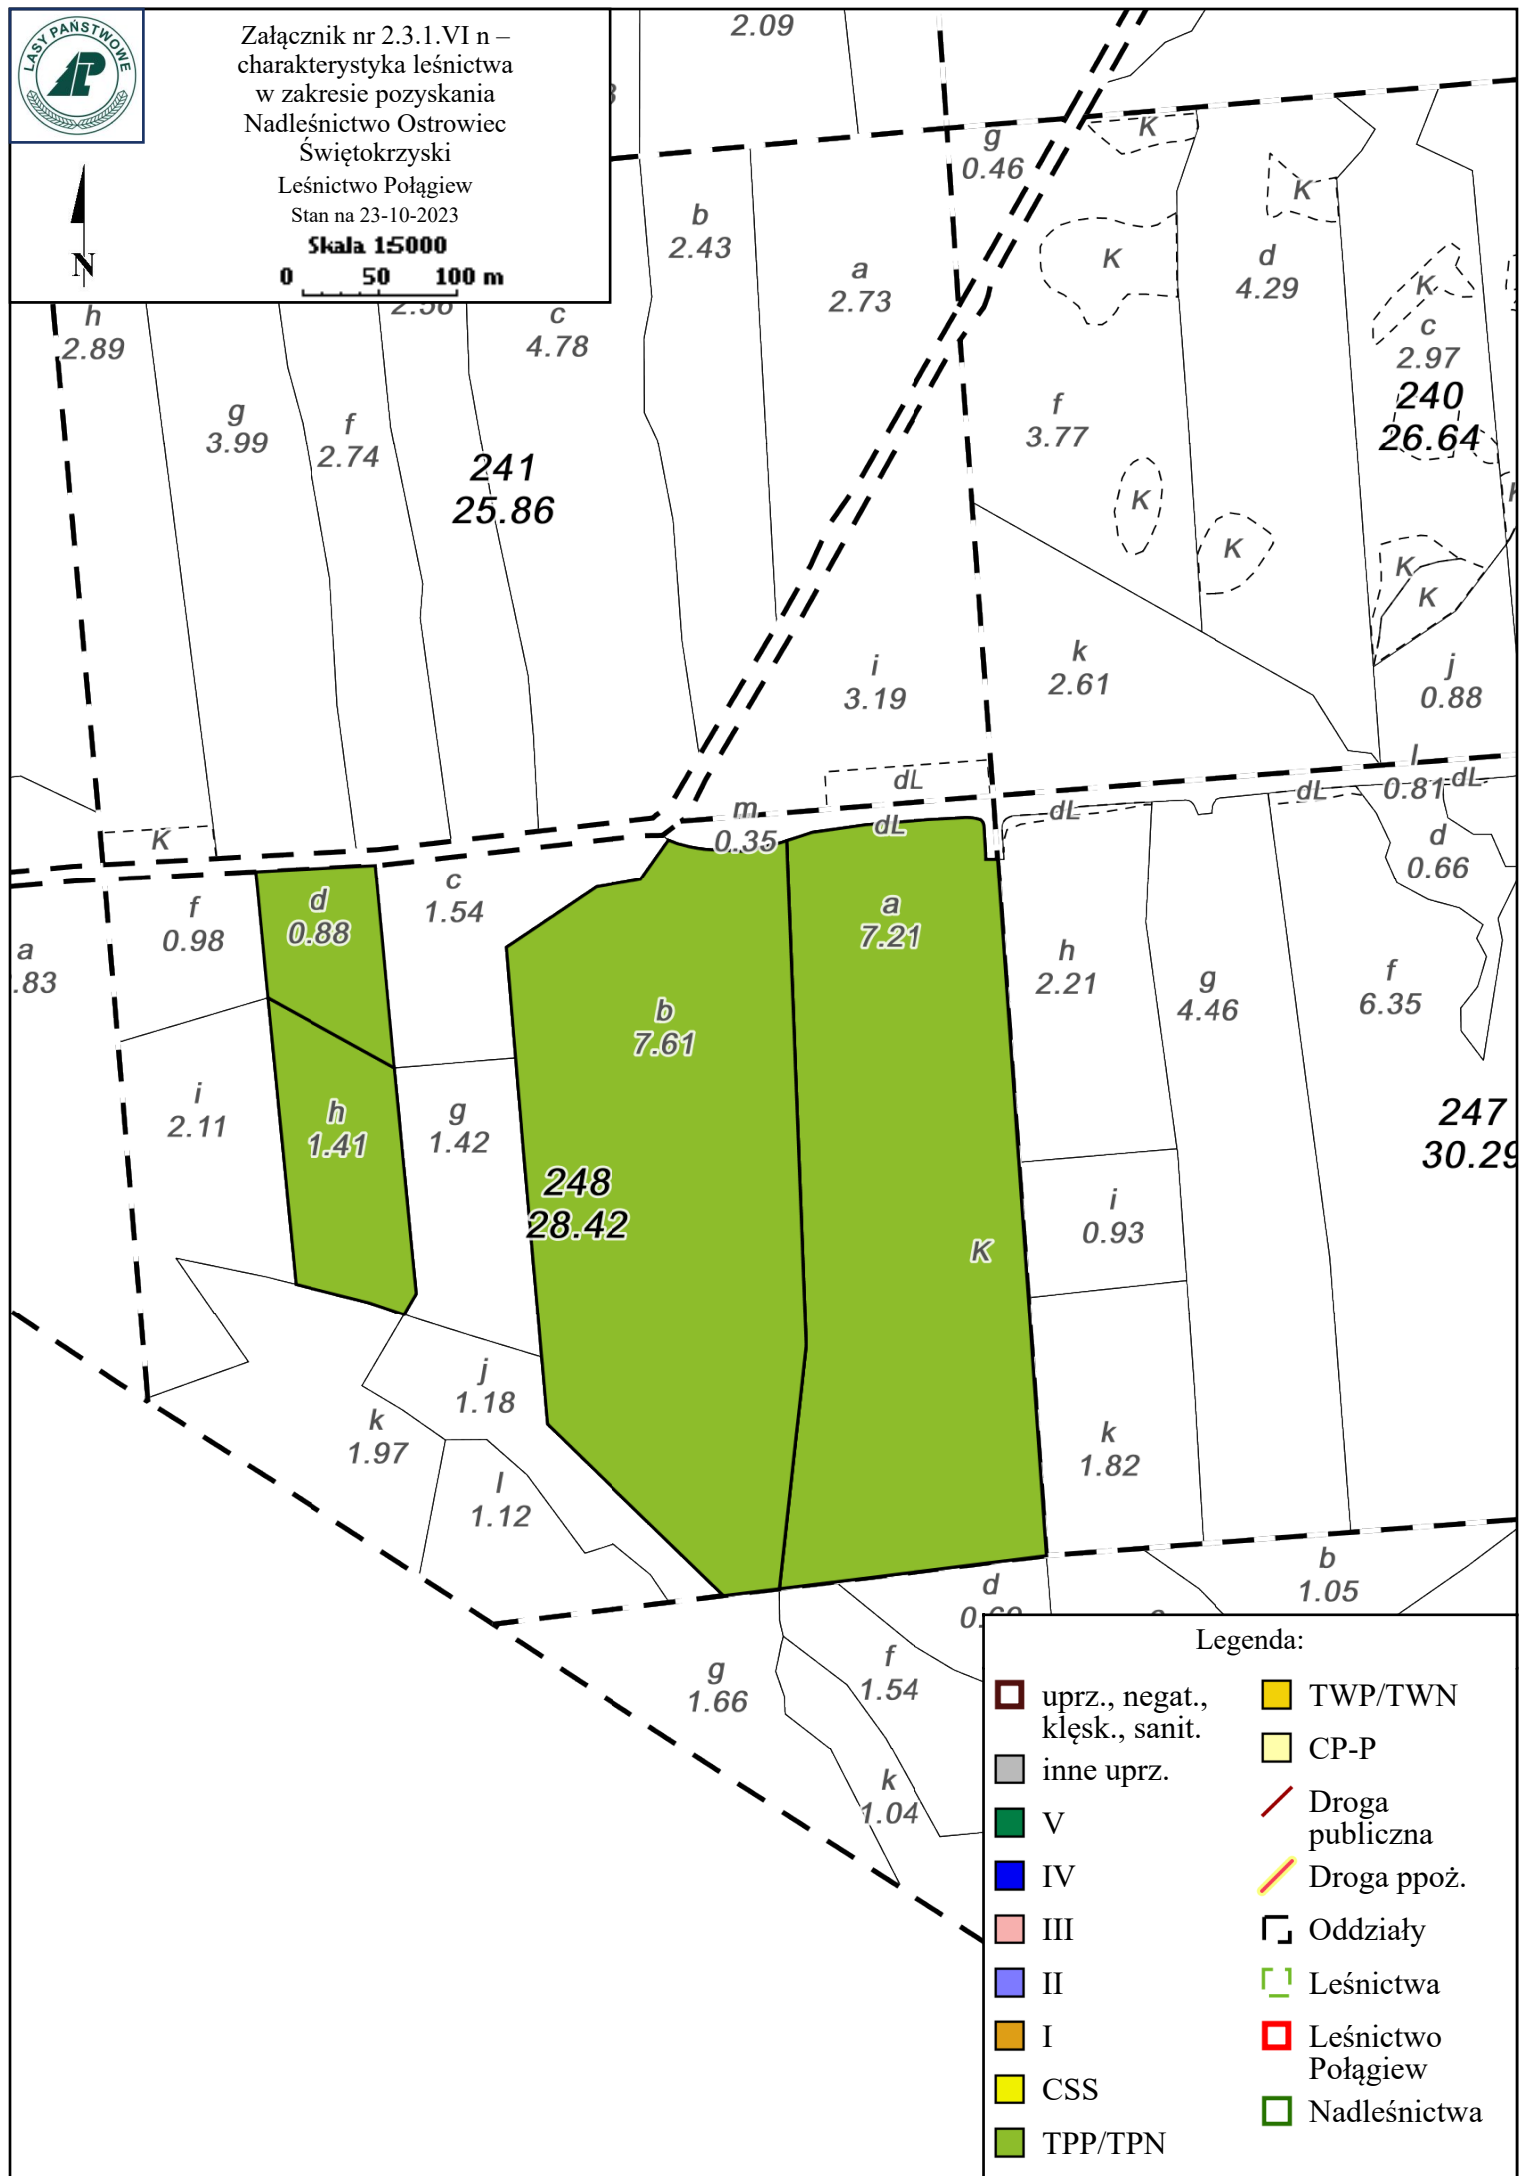 LASY PAŃSTWOWE
Załącznik nr 2.3.1.VI n –
charakterystyka leśnictwa
w zakresie pozyskania
Nadleśnictwo Ostrowiec
Świętokrzyski
Leśnictwo Połągiew
Stan na 23-10-2023
Skala 1:5000
0 50 100 m
N
2.09
g
0.46
K
K
b
2.43
a
2.73
K
d
4.29
K
h
2.89
c
4.78
c
2.97
240
26.64
g
3.99
f
2.74
241
25.86
f
3.77
K
K
K
K
i
3.19
k
2.61
j
0.88
dL
l
0.81
dL
dL
m
0.35
dL
dL
K
d
0.66
f
0.98
d
0.88
c
1.54
a
7.21
a
.83
h
2.21
g
4.46
f
6.35
b
7.61
i
2.11
h
1.41
g
1.42
247
30.29
248
28.42
i
0.93
K
j
1.18
k
1.97
k
1.82
l
1.12
d
b
1.05
g
1.66
f
1.54
k
1.04
Legenda:
uprz., negat.,
klęsk., sanit.
inne uprz.
V
IV
III
II
I
CSS
TPP/TPN
TWP/TWN
CP-P
Droga
publiczna
Droga ppoż.
Oddziały
Leśnictwa
Leśnictwo
Połągiew
Nadleśnictwa